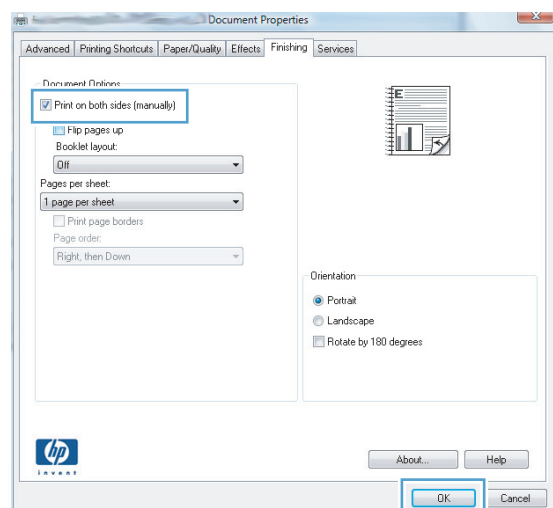 Document Properties
Advanced Printing Shortcuts Paper/Quality Effects Finishing Services
Document Options
Print on both sides (manually)
Flip pages up
Booklet layout:
Off
Pages per sheet:
1 page per sheet
Print page borders
Page order:
Right, then Down
E
Orientation
Portrait
Landscape
Rotate by 180 degrees
hp
invent
About... Help
OK Cancel